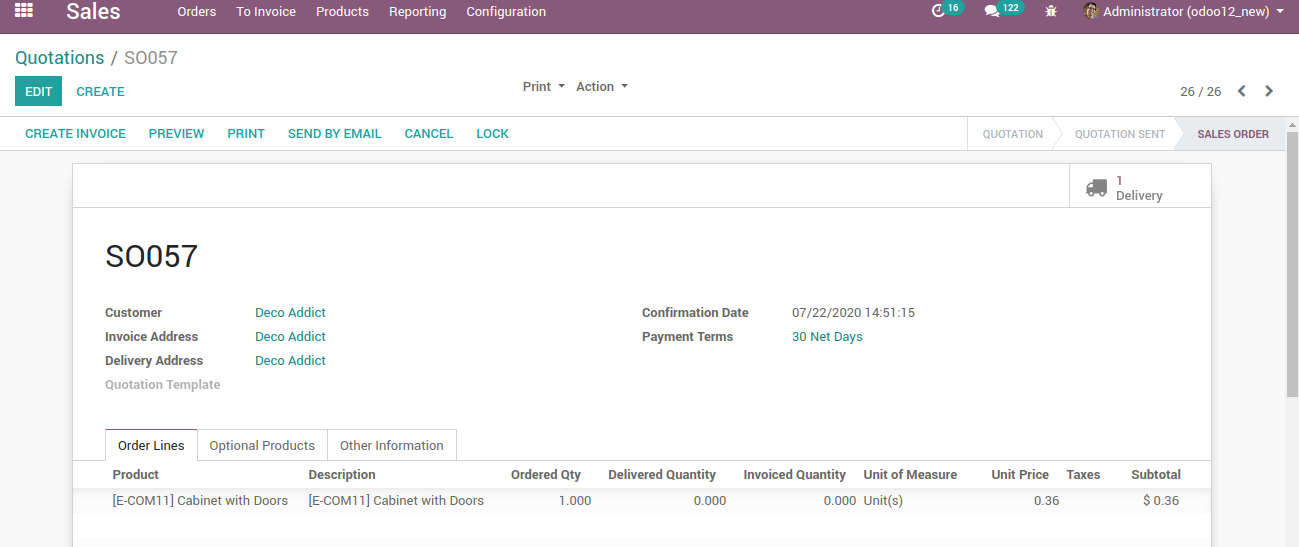 Sales Orders To Invoice Products Reporting Configuration 16 122 Administrator (odoo12_new)
Quotations / SO057
EDIT CREATE Print Action 26 / 26
CREATE INVOICE PREVIEW PRINT SEND BY EMAIL CANCEL LOCK QUOTATION QUOTATION SENT SALES ORDER
1
Delivery
SO057
Customer Deco Addict Confirmation Date 07/22/2020 14:51:15
Invoice Address Deco Addict Payment Terms 30 Net Days
Delivery Address Deco Addict
Quotation Template
Order Lines Optional Products Other Information
Product Description Ordered Qty Delivered Quantity Invoiced Quantity Unit of Measure Unit Price Taxes Subtotal
[E-COM11] Cabinet with Doors [E-COM11] Cabinet with Doors 1.000 0.000 0.000 Unit(s) 0.36 $ 0.36